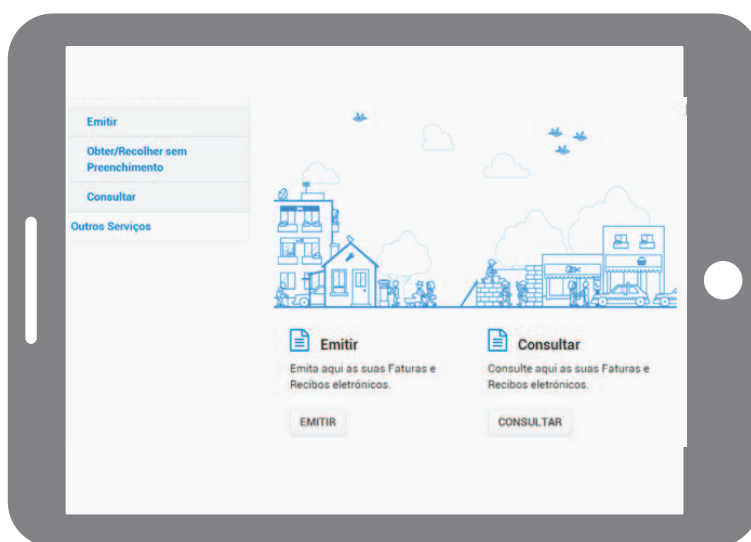 Emitir
Obter/Recolher sem
Preenchimento
Consultar
Outros Serviços
Emitir
Emita aqui as suas Faturas e
Recibos eletrónicos.
EMITIR
Consultar
Consulte aqui as suas Faturas e
Recibos eletrónicos.
CONSULTAR